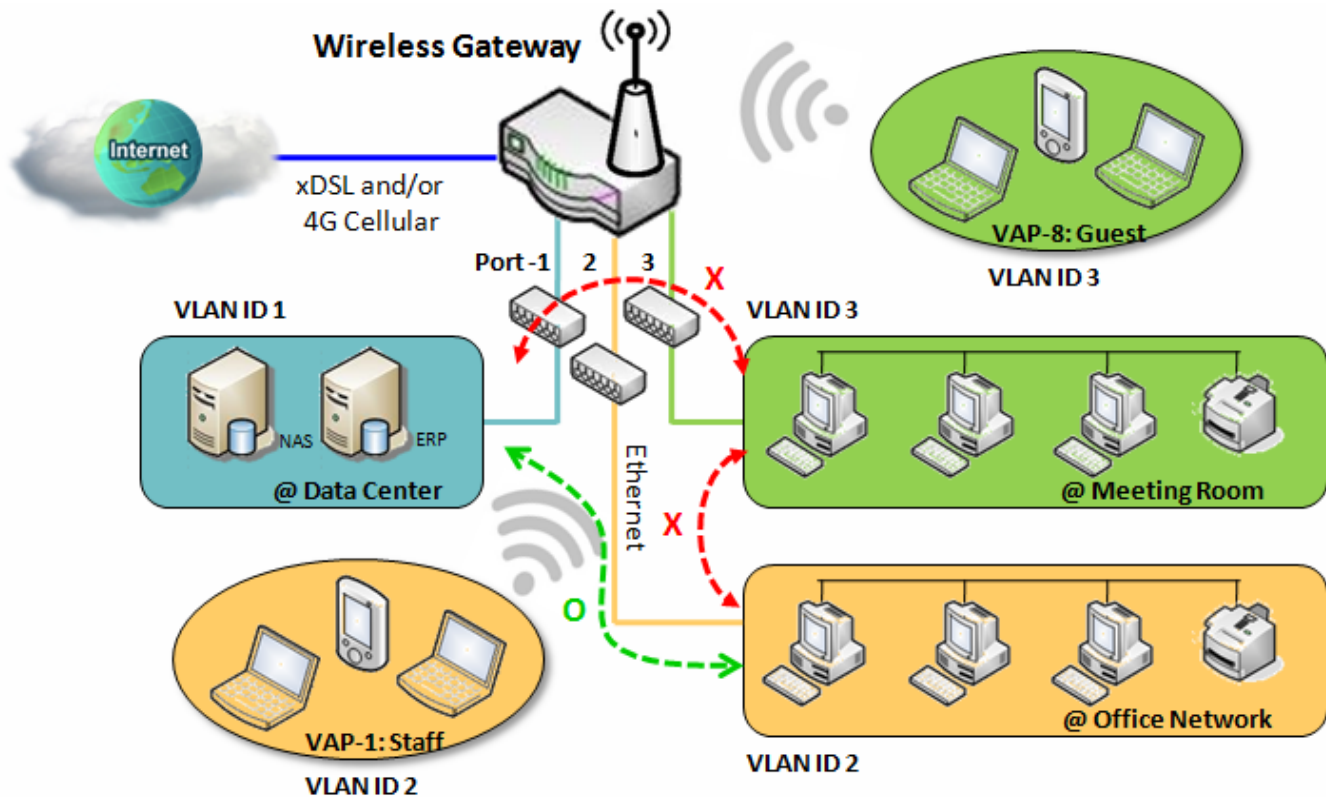 Wireless Gateway
Internet
xDSL and/or
4G Cellular
VAP-8: Guest
VLAN ID 3
Port -1
2
3
X
VLAN ID 1
VLAN ID 3
NAS
ERP
@ Data Center
Ethernet
@ Meeting Room
X
O
VAP-1: Staff
VLAN ID 2
@ Office Network
VLAN ID 2